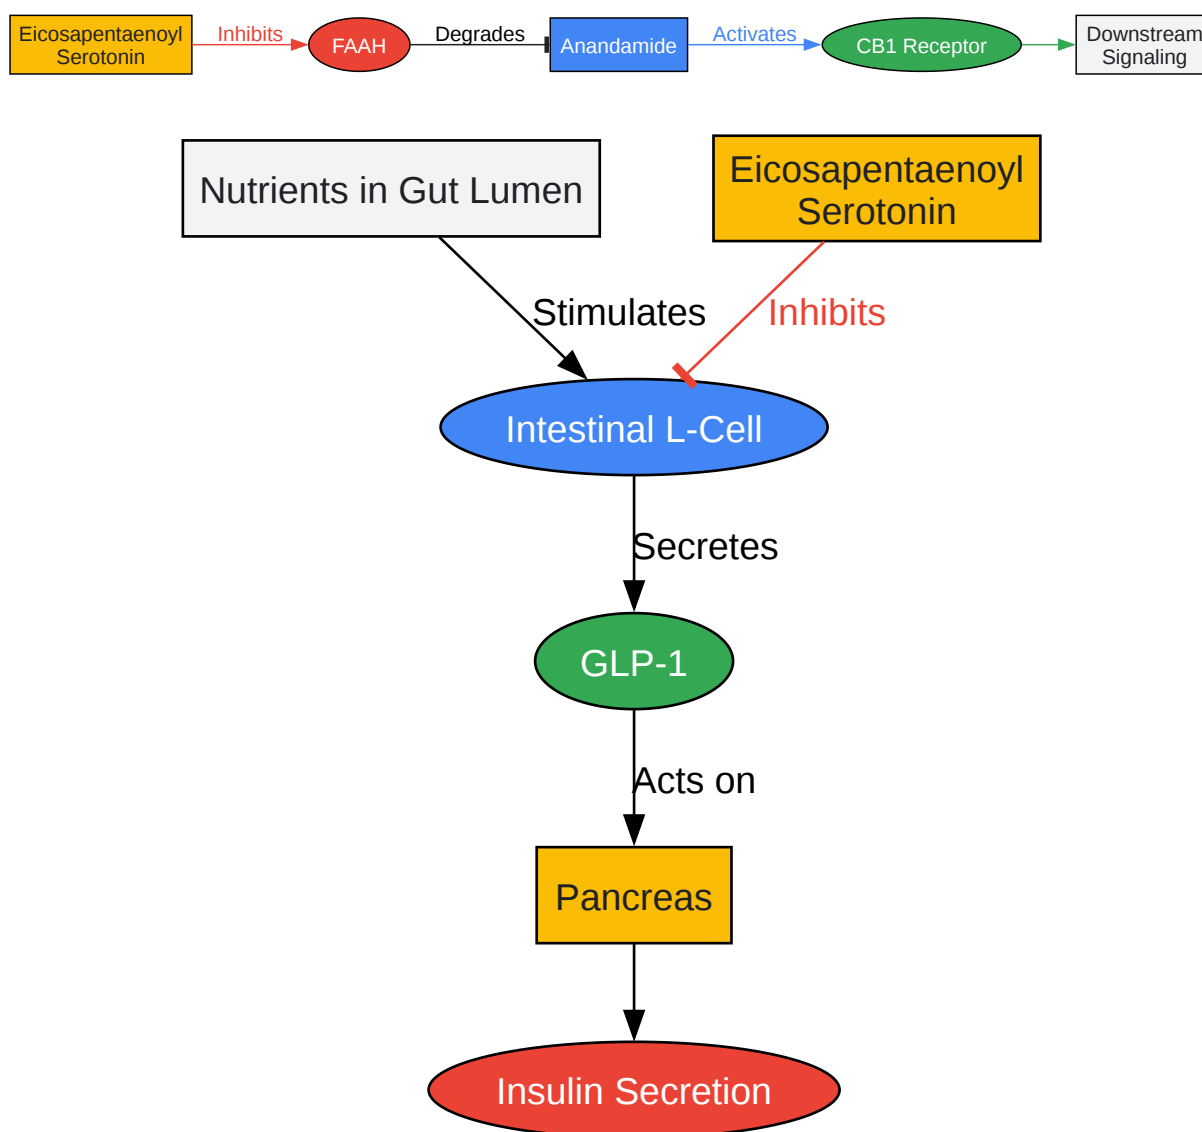 Eicosapentaenoyl
Serotonin
Inhibits
FAAH
Degrades
Anandamide
Activates
CB1 Receptor
Downstream
Signaling
Nutrients in Gut Lumen
Eicosapentaenoyl
Serotonin
Stimulates
Inhibits
Intestinal L-Cell
Secretes
GLP-1
Acts on
Pancreas
Insulin Secretion